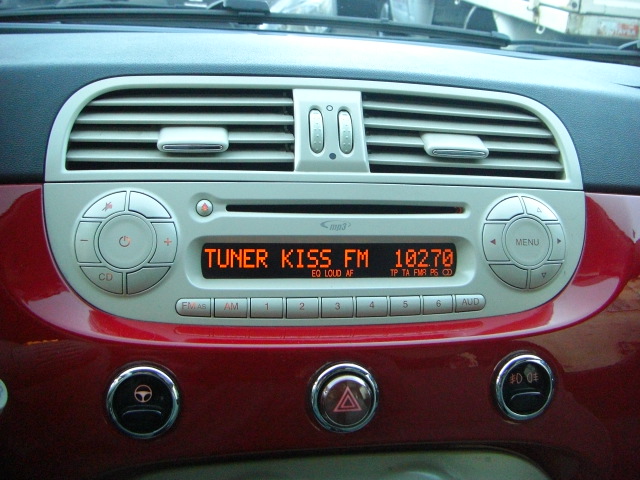 mp3
TUNER KISS FM 10270
EQ LOUD AF TP TA FMR PS CD
- +
CD
MENU
FM AS AM 1 2 3 4 5 6 AUD